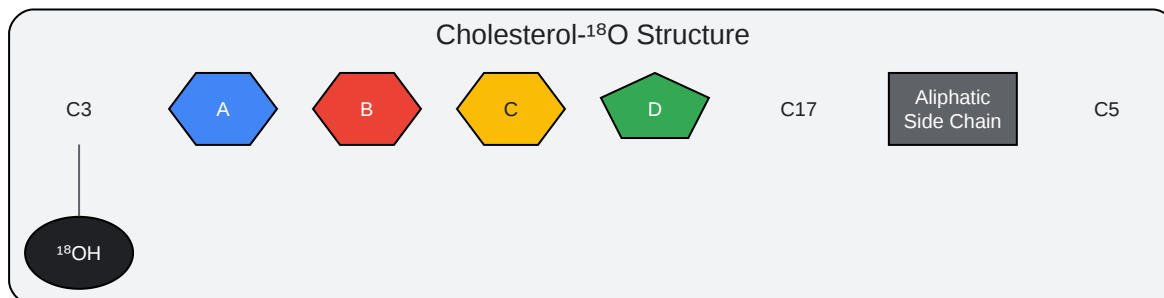 Cholesterol-¹⁸O Structure
C3
A
B
C
D
C17
Aliphatic
Side Chain
C5
¹⁸OH